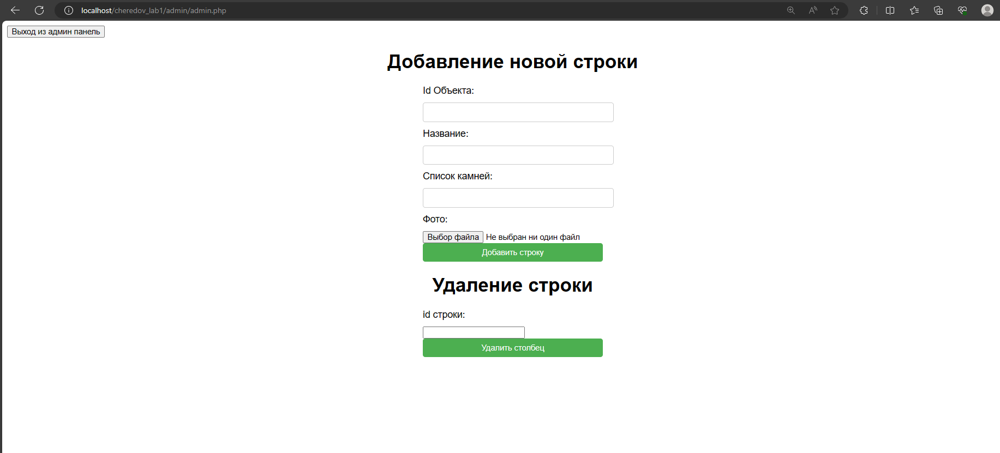 localhost/cheredov_lab1/admin/admin.php
Выход из админ панель
Добавление новой строки
Id Объекта:
Название:
Список камней:
Фото:
Выбор файла Не выбран ни один файл
Добавить строку
Удаление строки
id строки:
Удалить столбец